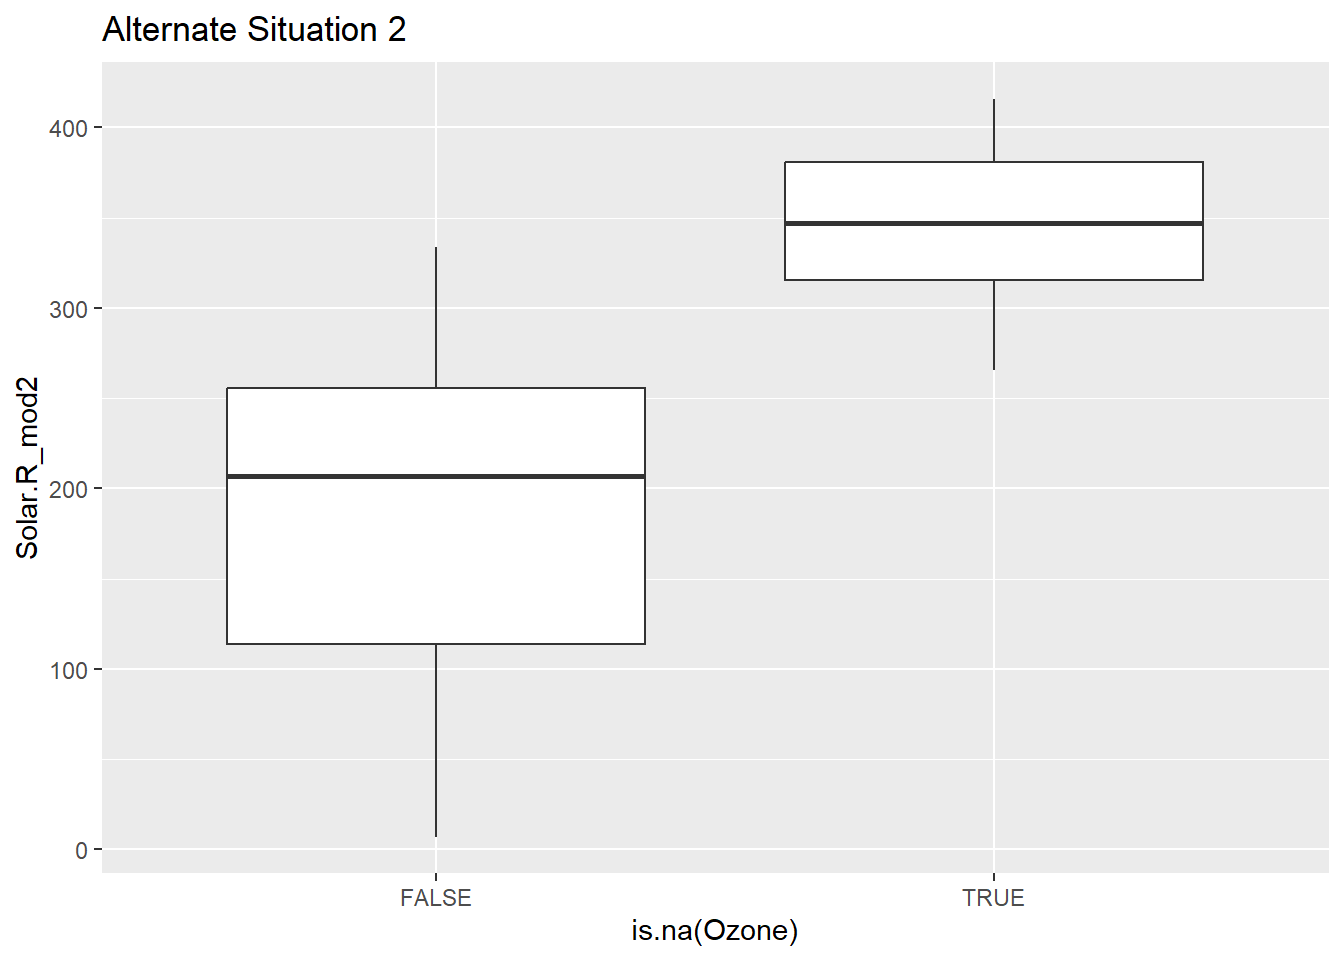 Alternate Situation 2
Solar.R_mod2
400
300
200
100
0
FALSE
TRUE
is.na(Ozone)